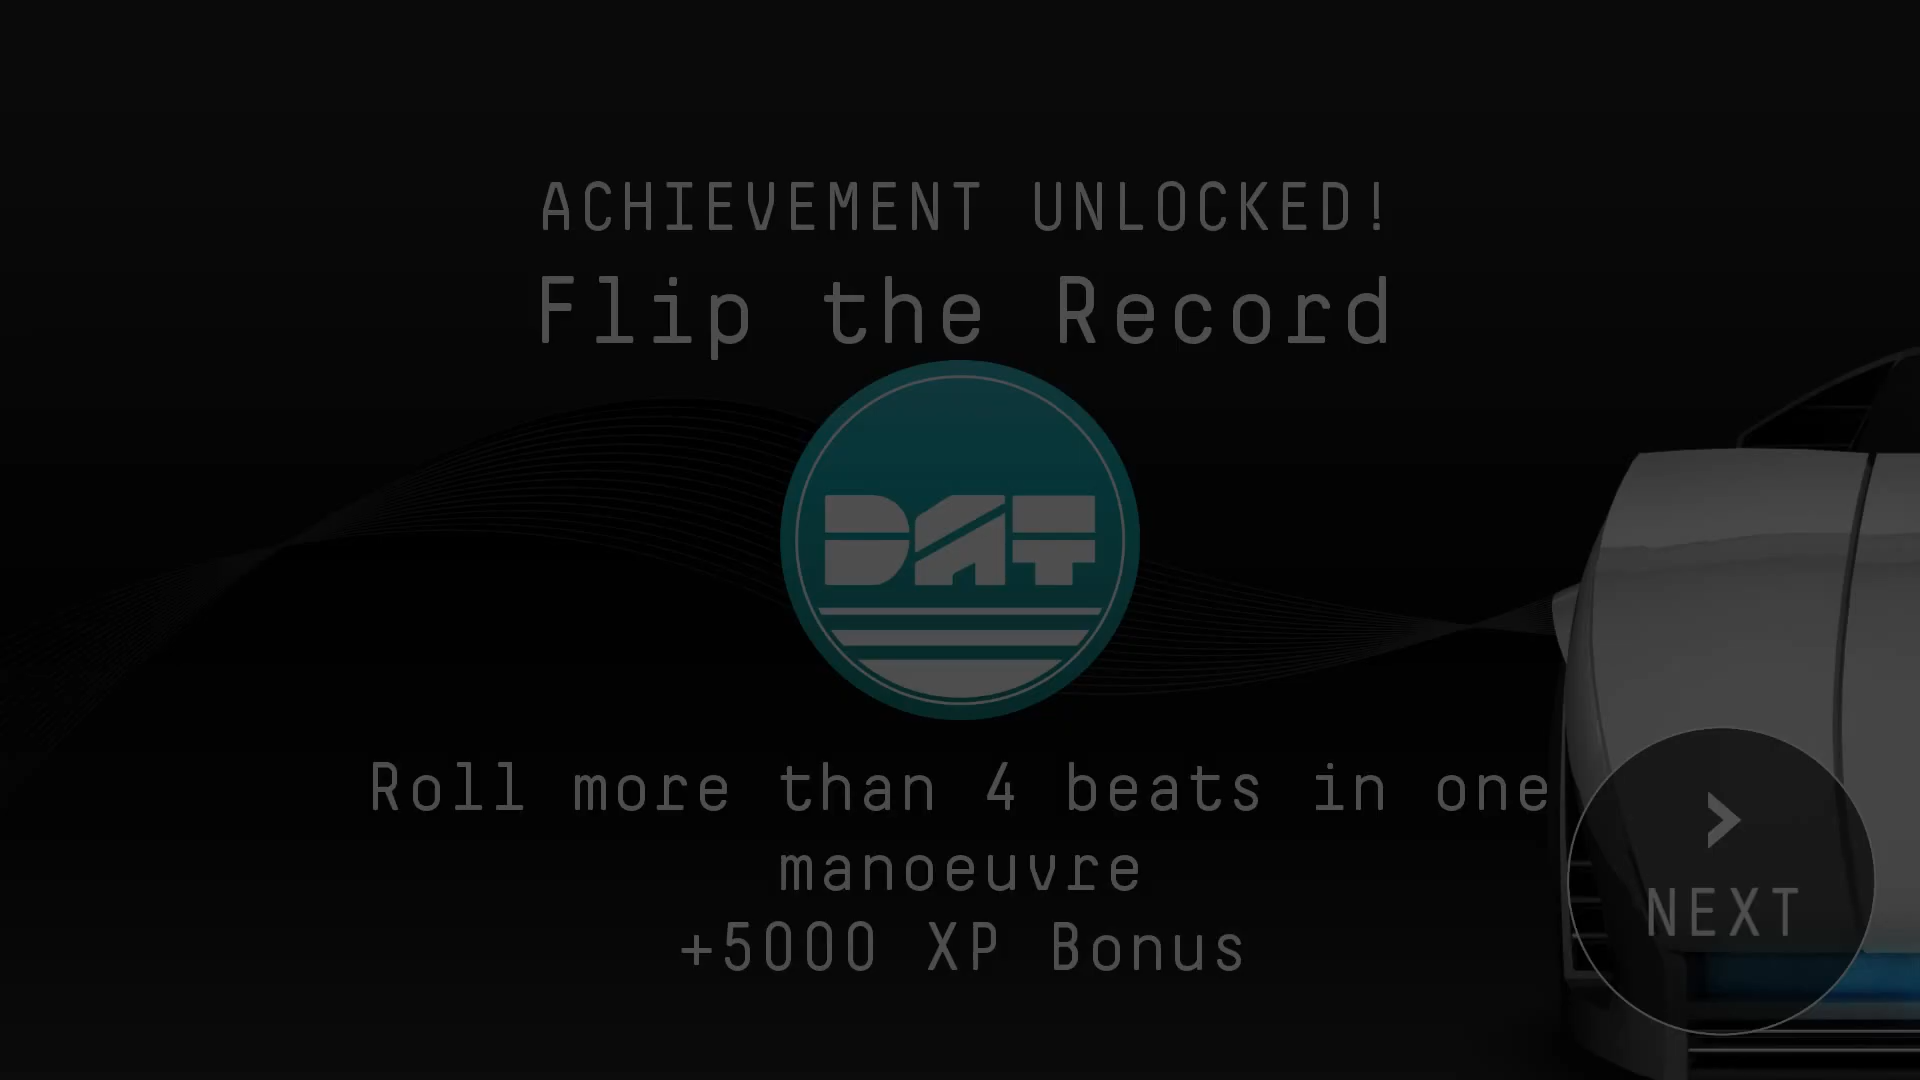 ACHIEVEMENT UNLOCKED!
Flip the Record
DAT
Roll more than 4 beats in one
manoeuvre
+5000 XP Bonus
NEXT